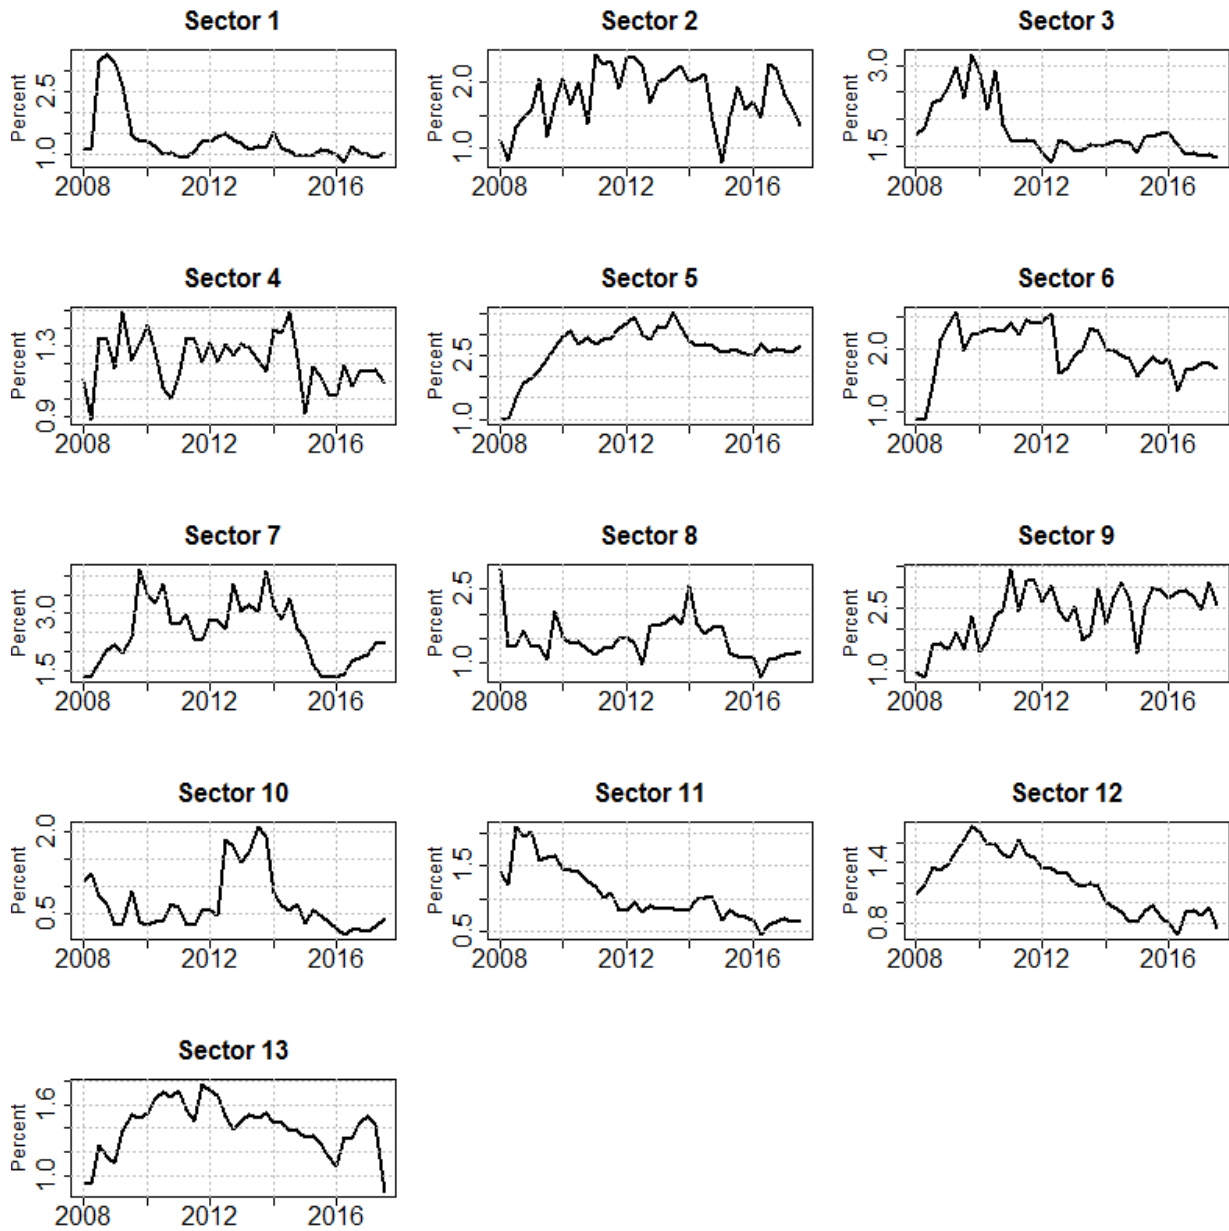 Sector 1
Percent
2.5
1.0
2008 2012 2016
Sector 2
Percent
2.0
1.0
2008 2012 2016
Sector 3
Percent
3.0
1.5
2008 2012 2016
Sector 4
Percent
1.3
0.9
2008 2012 2016
Sector 5
Percent
2.5
1.0
2008 2012 2016
Sector 6
Percent
2.0
1.0
2008 2012 2016
Sector 7
Percent
3.0
1.5
2008 2012 2016
Sector 8
Percent
2.5
1.0
2008 2012 2016
Sector 9
Percent
2.5
1.0
2008 2012 2016
Sector 10
Percent
2.0
0.5
2008 2012 2016
Sector 11
Percent
1.5
0.5
2008 2012 2016
Sector 12
Percent
1.4
0.8
2008 2012 2016
Sector 13
Percent
1.6
1.0
2008 2012 2016